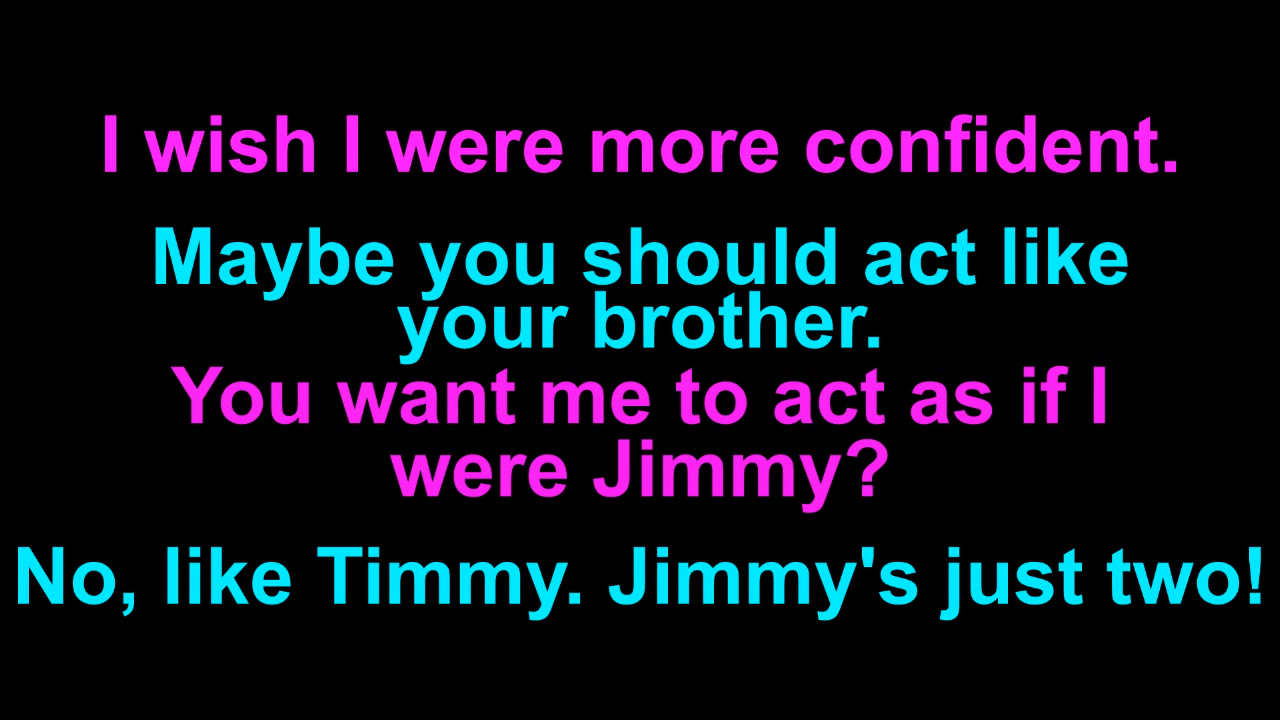 I wish I were more confident.
Maybe you should act like
your brother.
You want me to act as if I
were Jimmy?
No, like Timmy. Jimmy's just two!